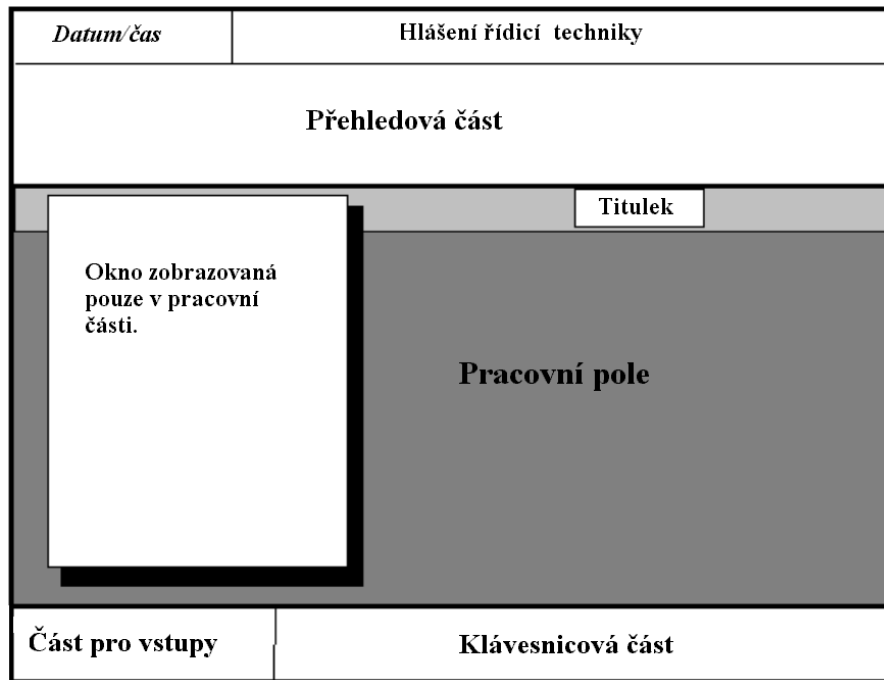 Datum/čas
Hlášení řídicí techniky
Přehledová část
Titulek
Okno zobrazovaná
pouze v pracovní
části.
Pracovní pole
Část pro vstupy
Klávesnicová část